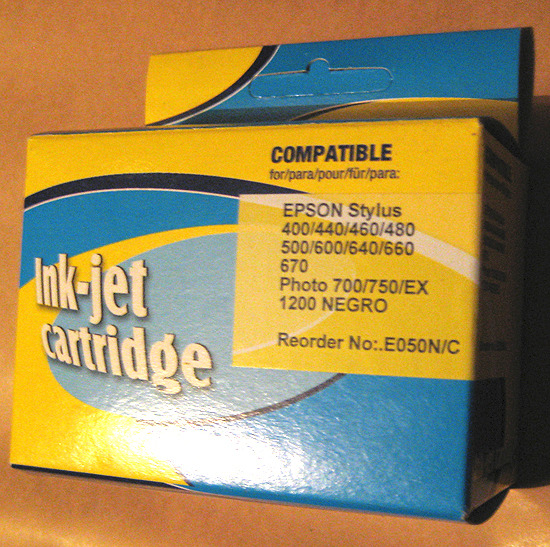 COMPATIBLE
for/para/pour/für/para:
EPSON Stylus
400/440/460/480
500/600/640/660
670
Photo 700/750/EX
1200 NEGRO
Reorder No:.E050N/C
Ink-jet
cartridge